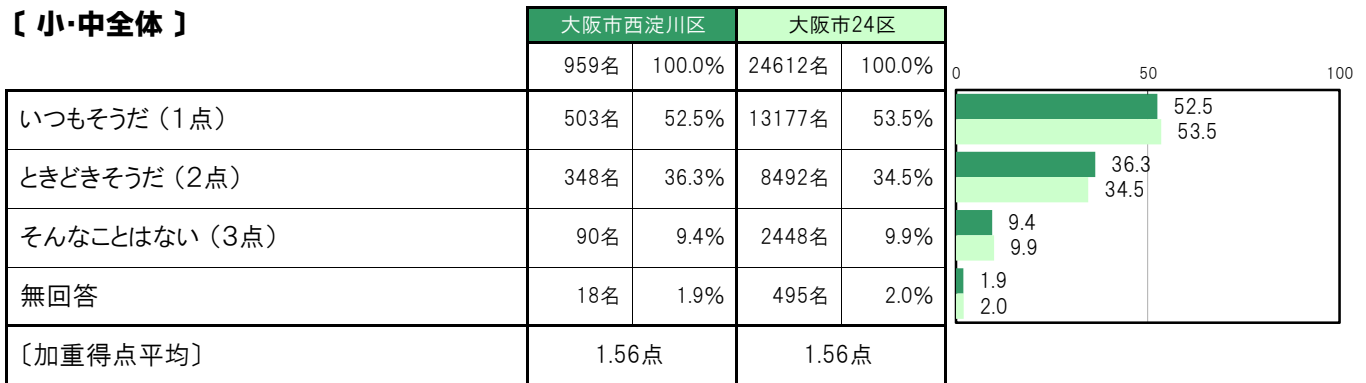 〔 小・中全体 〕
大阪市西淀川区 大阪市24区
959名 100.0% 24612名 100.0%
0 50 100
いつもそうだ（１点） 503名 52.5% 13177名 53.5%
52.5
53.5
ときどきそうだ（２点） 348名 36.3% 8492名 34.5%
36.3
34.5
そんなことはない（３点） 90名 9.4% 2448名 9.9%
9.4
9.9
無回答 18名 1.9% 495名 2.0%
1.9
2.0
〔加重得点平均〕 1.56点 1.56点